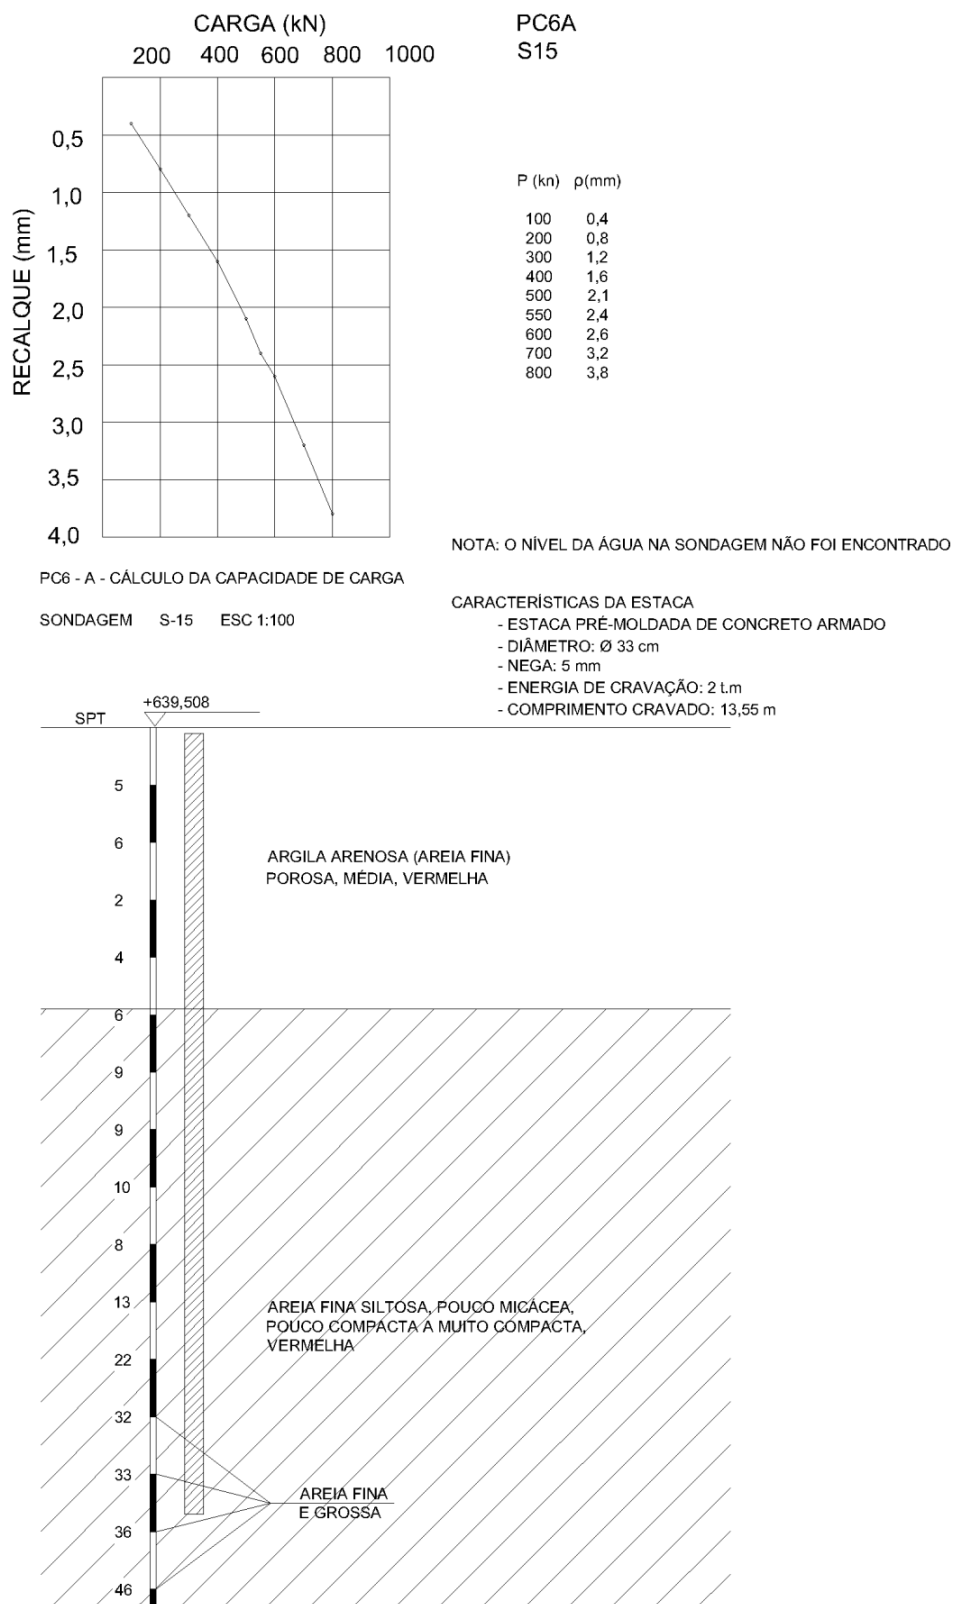 CARGA (kN)
200 400 600 800 1000
RECALQUE (mm)
0,5
1,0
1,5
2,0
2,5
3,0
3,5
4,0
PC6A
S15
P (kn) ρ(mm)
100 0,4
200 0,8
300 1,2
400 1,6
500 2,1
550 2,4
600 2,6
700 3,2
800 3,8
NOTA: O NÍVEL DA ÁGUA NA SONDAGEM NÃO FOI ENCONTRADO
PC6 - A - CÁLCULO DA CAPACIDADE DE CARGA
SONDAGEM S-15 ESC 1:100
CARACTERÍSTICAS DA ESTACA
- ESTACA PRÉ-MOLDADA DE CONCRETO ARMADO
- DIÂMETRO: Ø 33 cm
- NEGA: 5 mm
- ENERGIA DE CRAVAÇÃO: 2 t.m
- COMPRIMENTO CRAVADO: 13,55 m
+639,508
SPT
5
6
ARGILA ARENOSA (AREIA FINA)
POROSA, MÉDIA, VERMELHA
2
4
6
9
9
10
8
13
AREIA FINA SILTOSA, POUCO MICÁCEA,
POUCO COMPACTA A MUITO COMPACTA,
VERMELHA
22
32
33
AREIA FINA
E GROSSA
36
46